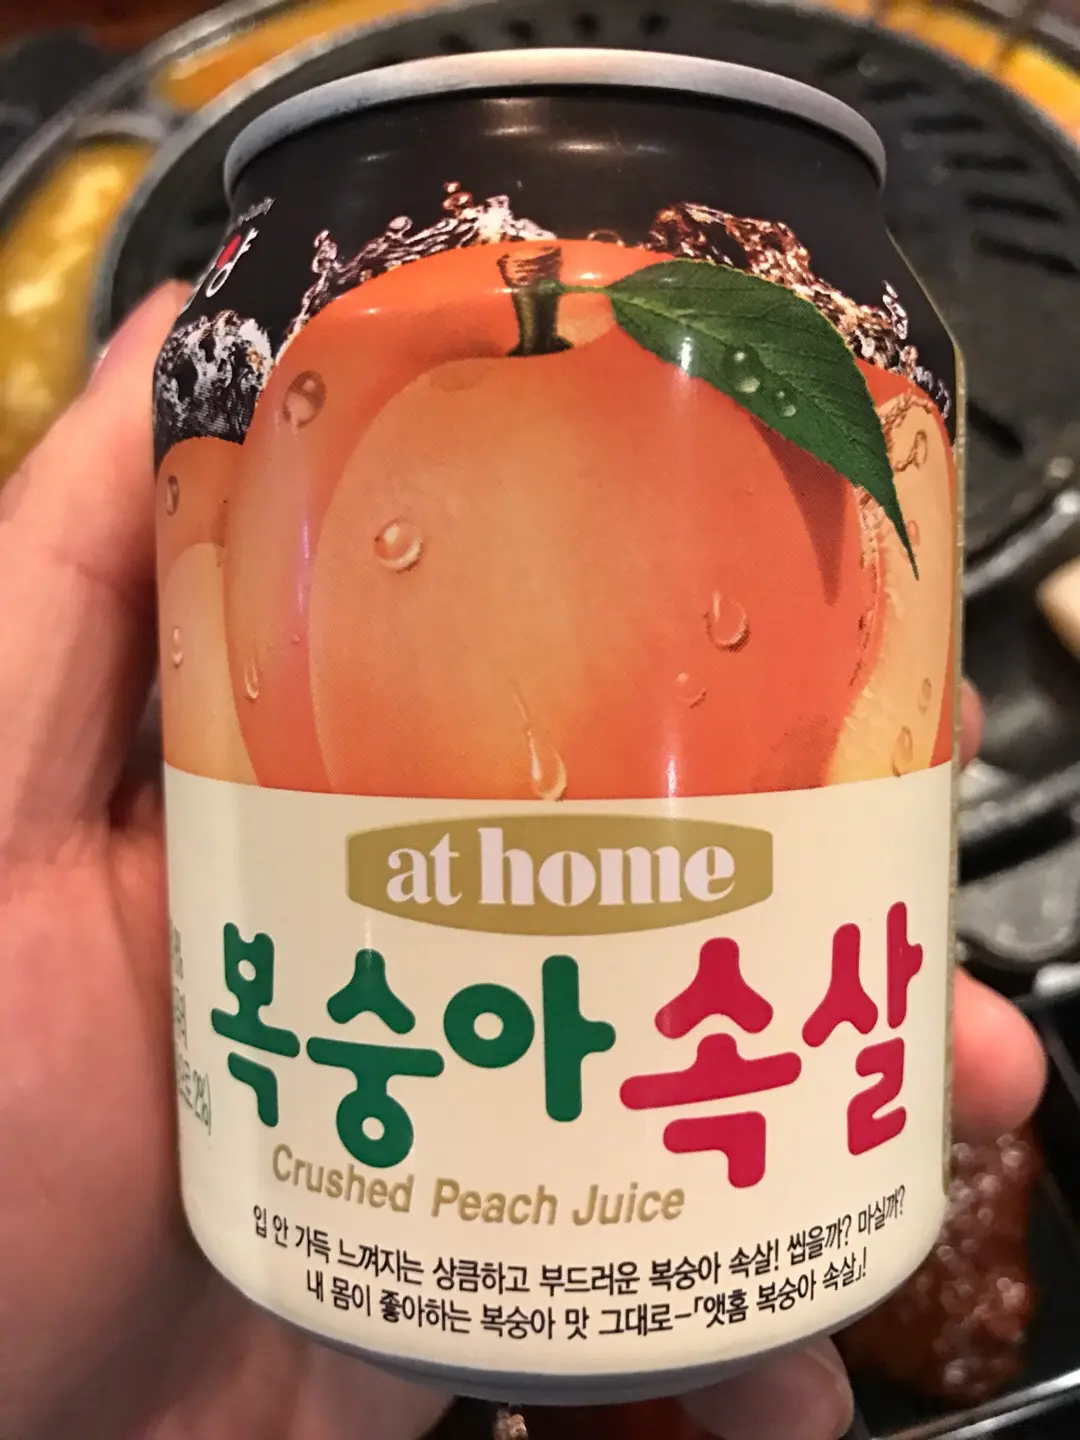 at home
복숭아 속살
Crushed Peach Juice
입 안 가득 느껴지는 상큼하고 부드러운 복숭아 속살! 씹을까? 마실까?
내 몸이 좋아하는 복숭아 맛 그대로-「앳홈 복숭아 속살」!